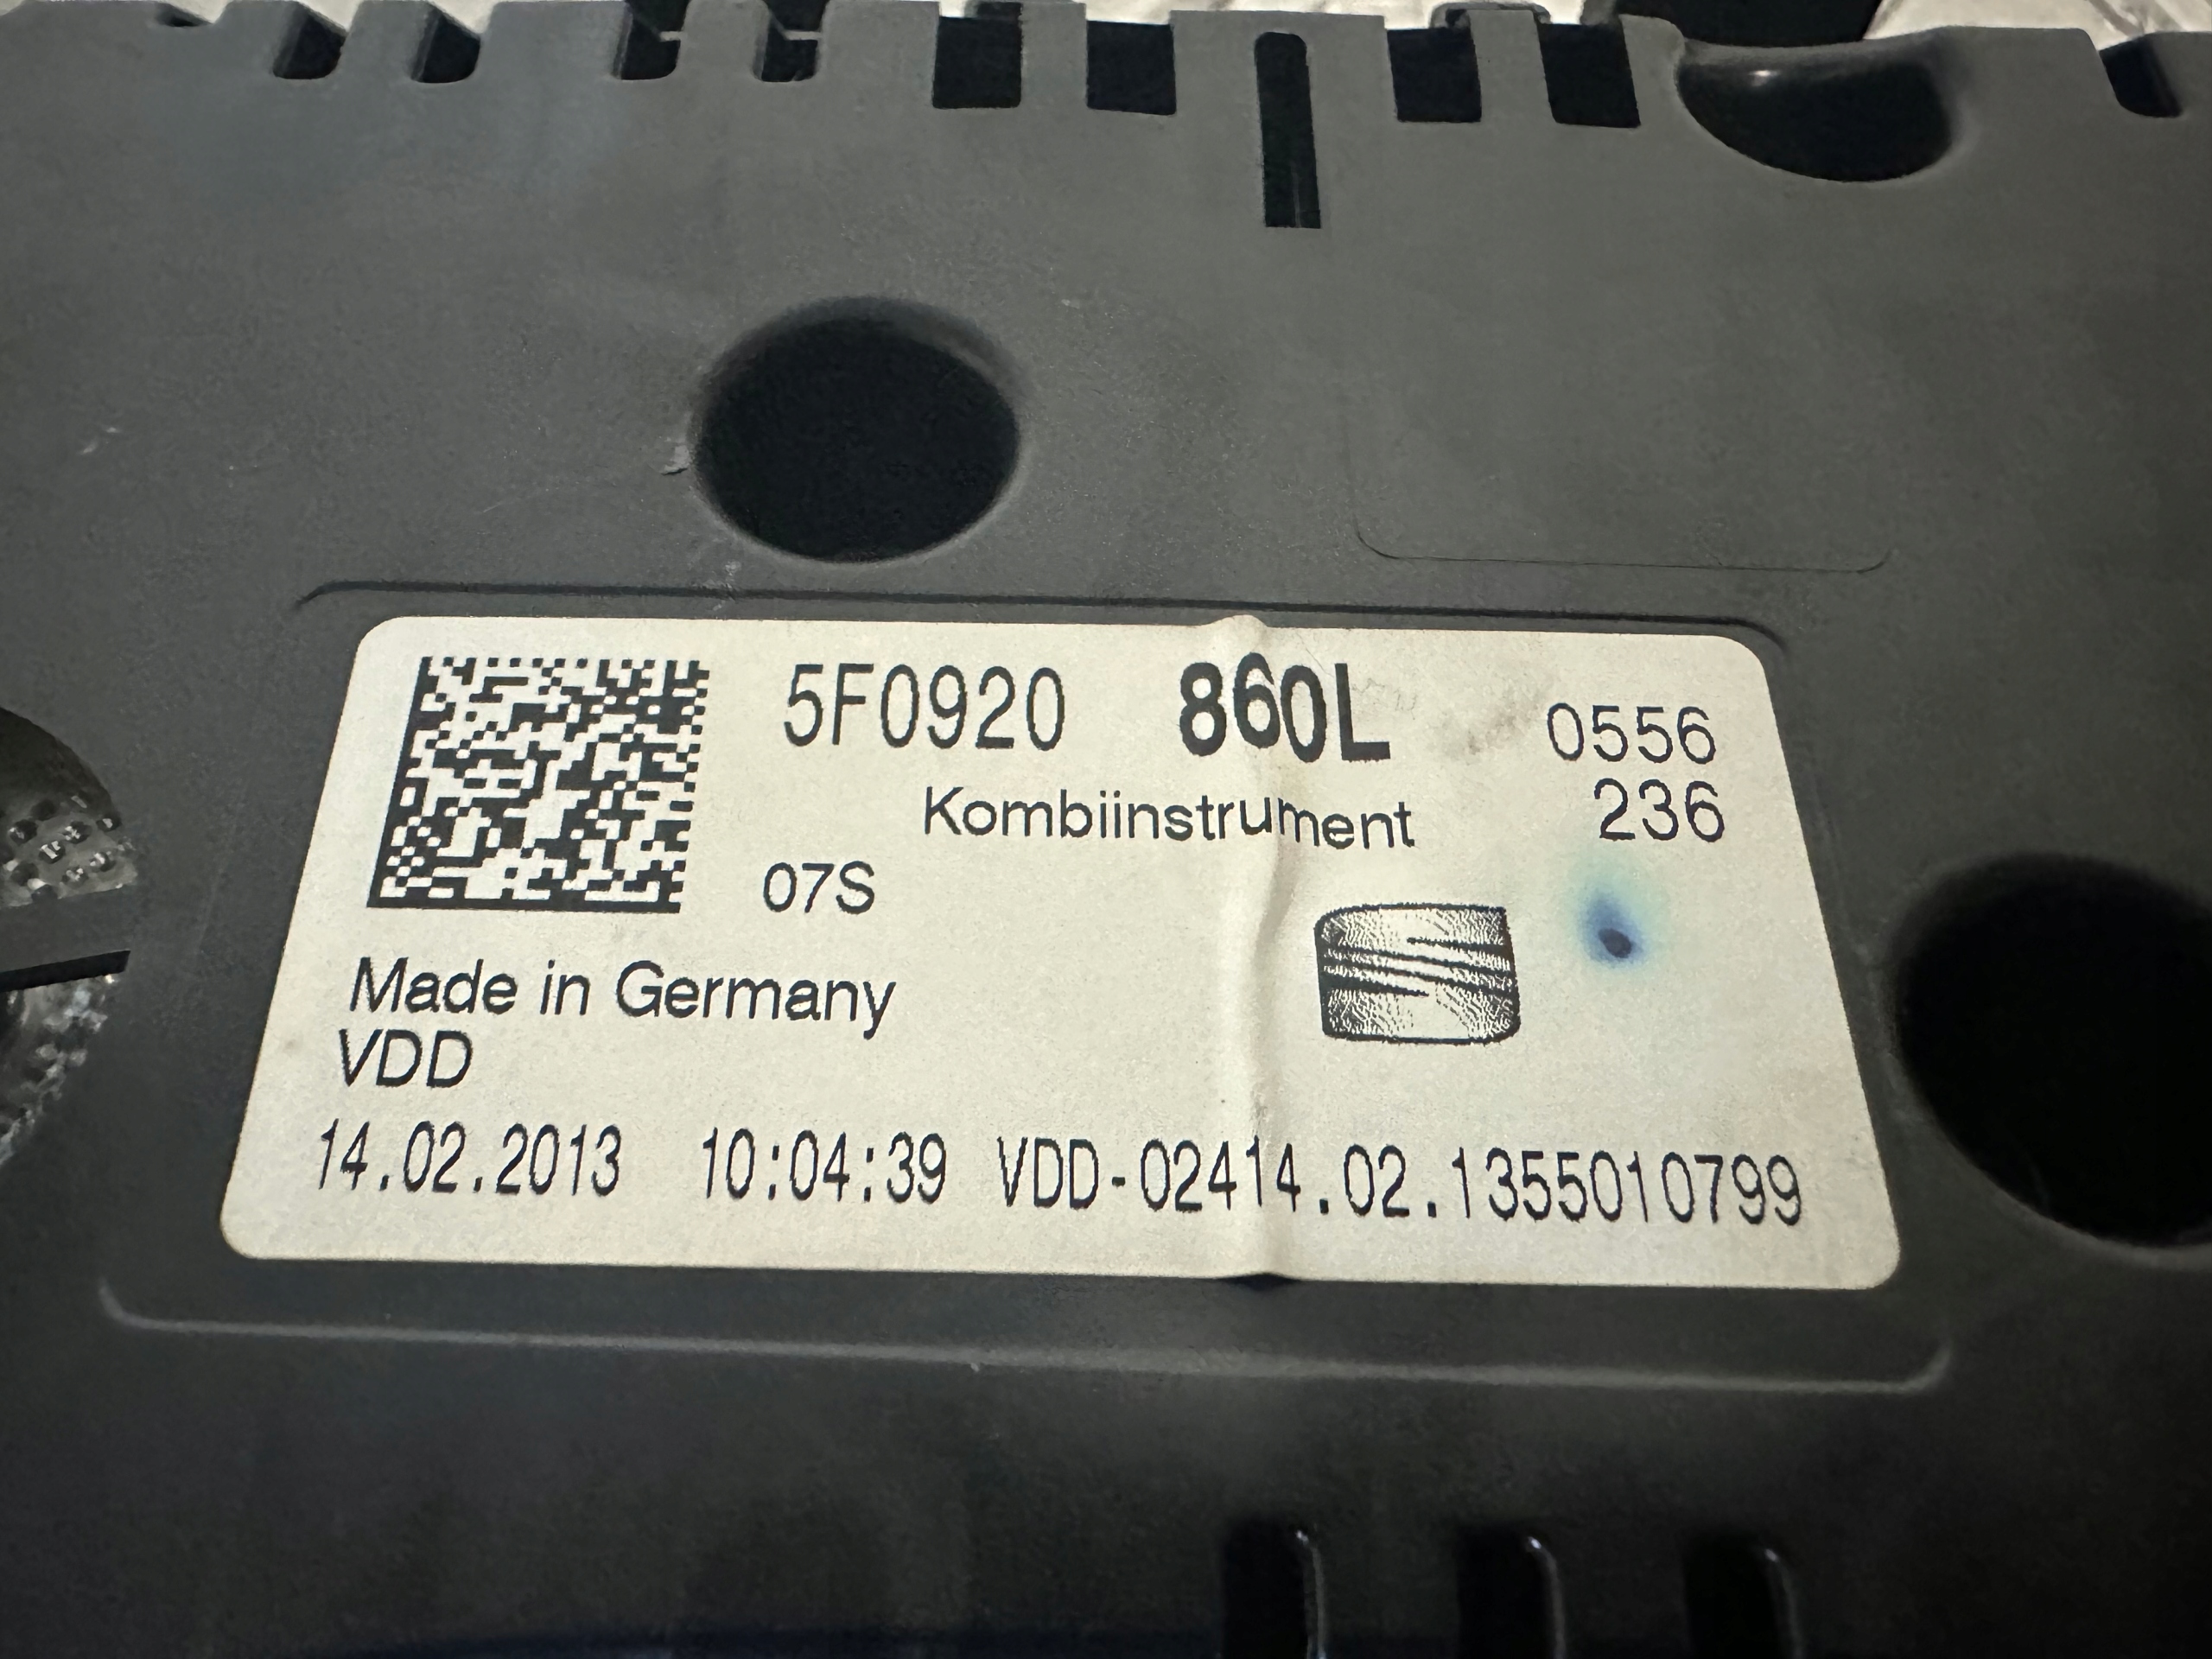 5F0920 860L 0556
Kombiinstrument 236
07S
Made in Germany
VDD
14.02.2013 10:04:39 VDD-02414.02.1355010799